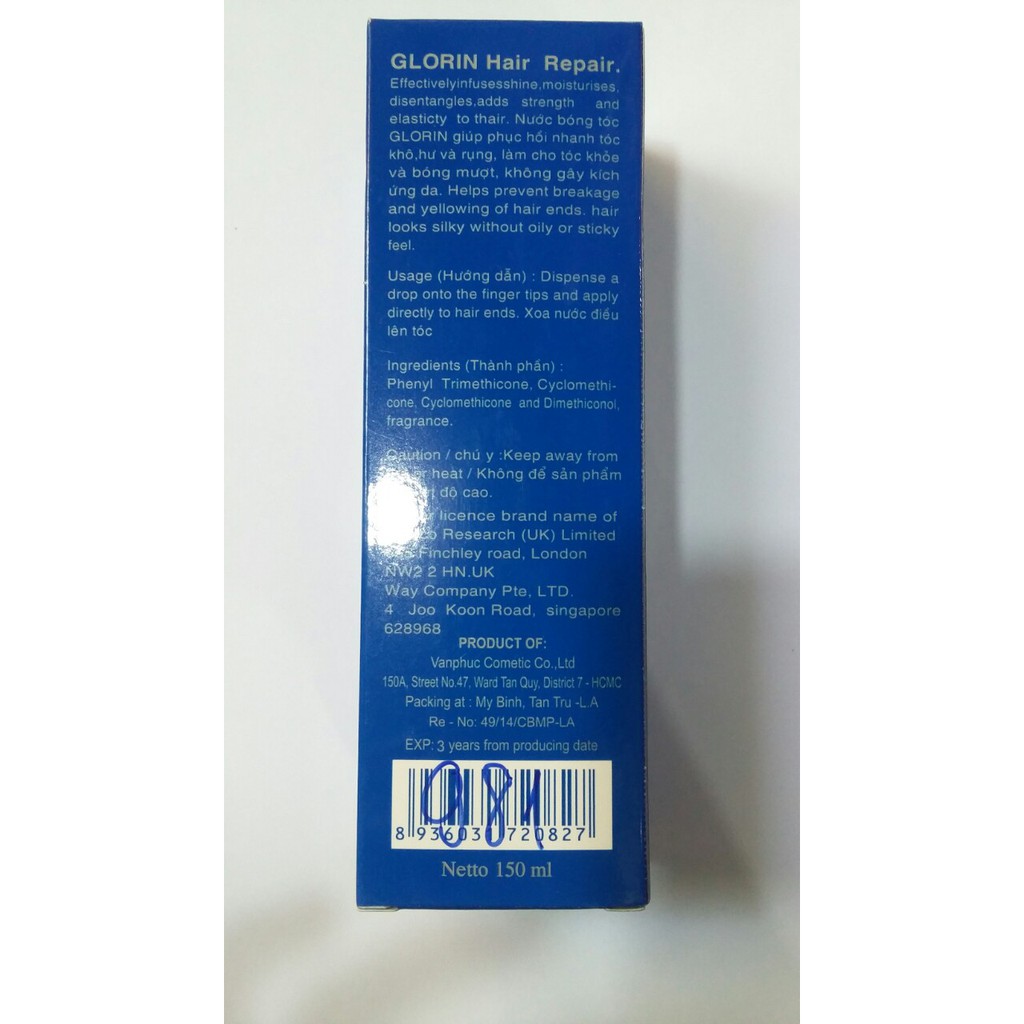 GLORIN Hair Repair.
Effectivelyinfusesshine,moisturises,
disentangles,adds strength and
elasticty to thair. Nước bóng tóc
GLORIN giúp phục hồi nhanh tóc
khô,hư và rụng, làm cho tóc khỏe
và bóng mượt, không gây kích
ứng da. Helps prevent breakage
and yellowing of hair ends. hair
looks silky without oily or sticky
feel.
Usage (Hướng dẫn) : Dispense a
drop onto the finger tips and apply
directly to hair ends. Xoa nước điều
lên tóc
Ingredients (Thành phần) :
Phenyl Trimethicone, Cyclomethi-
cone, Cyclomethicone and Dimethiconol,
fragrance.
Caution / chú y :Keep away from
heat / Không để sản phẩm
độ cao.
licence brand name of
Research (UK) Limited
Finchley road, London
NW2 2 HN.UK
Way Company Pte, LTD.
4 Joo Koon Road, singapore
628968
PRODUCT OF:
Vanphuc Cometic Co.,Ltd
150A, Street No.47, Ward Tan Quy, District 7 - HCMC
Packing at : My Binh, Tan Tru -L.A
Re - No: 49/14/CBMP-LA
EXP: 3 years from producing date
981
8 936031 720827
Netto 150 ml